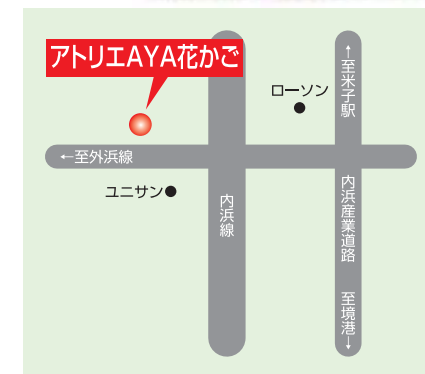 アトリエAYA花かご
←至米子駅
ローソン
←至外浜線
ユニサン
内浜線
内浜産業道路
至境港→